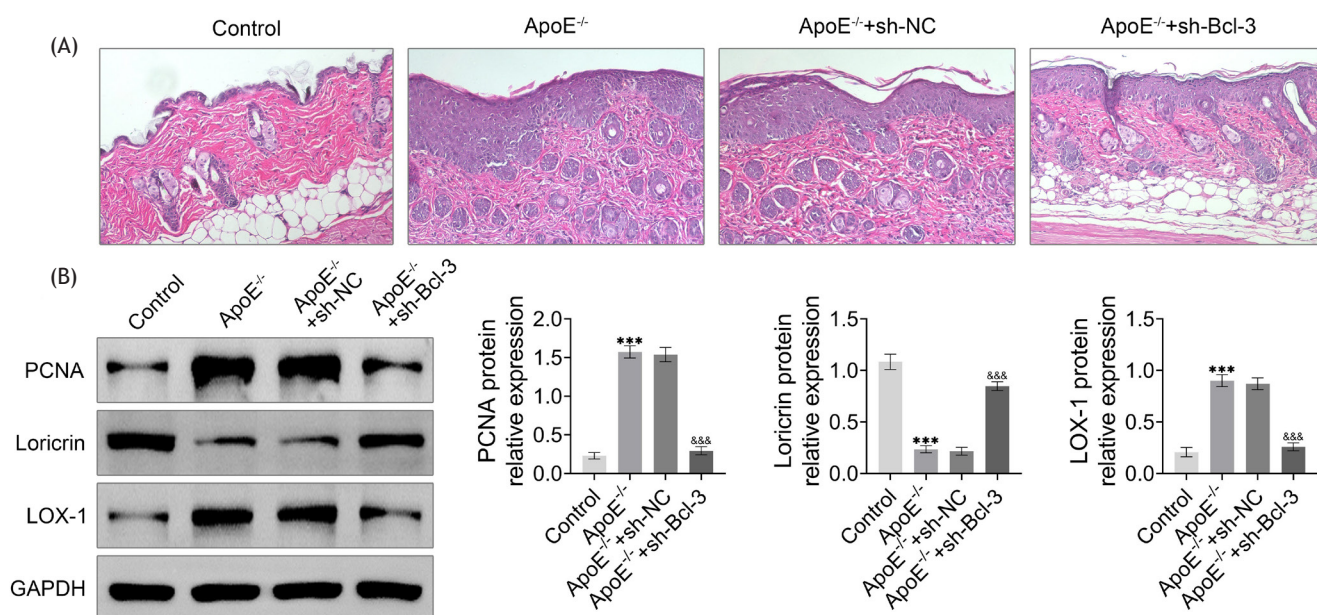 (A)
Control
ApoE⁻/⁻
ApoE⁻/⁻+sh-NC
ApoE⁻/⁻+sh-Bcl-3
(B)
Control
ApoE⁻/⁻
ApoE⁻/⁻
+sh-NC
ApoE⁻/⁻
+sh-Bcl-3
PCNA
Loricrin
LOX-1
GAPDH
PCNA protein
relative expression
2.0
1.5
1.0
0.5
0.0
***
&&&
Control
ApoE⁻/⁻
ApoE⁻/⁻+sh-NC
ApoE⁻/⁻+sh-Bcl-3
Loricrin protein
relative expression
1.5
1.0
0.5
0.0
***
&&&
Control
ApoE⁻/⁻
ApoE⁻/⁻+sh-NC
ApoE⁻/⁻+sh-Bcl-3
LOX-1 protein
relative expression
1.5
1.0
0.5
0.0
***
&&&
Control
ApoE⁻/⁻
ApoE⁻/⁻+sh-NC
ApoE⁻/⁻+sh-Bcl-3